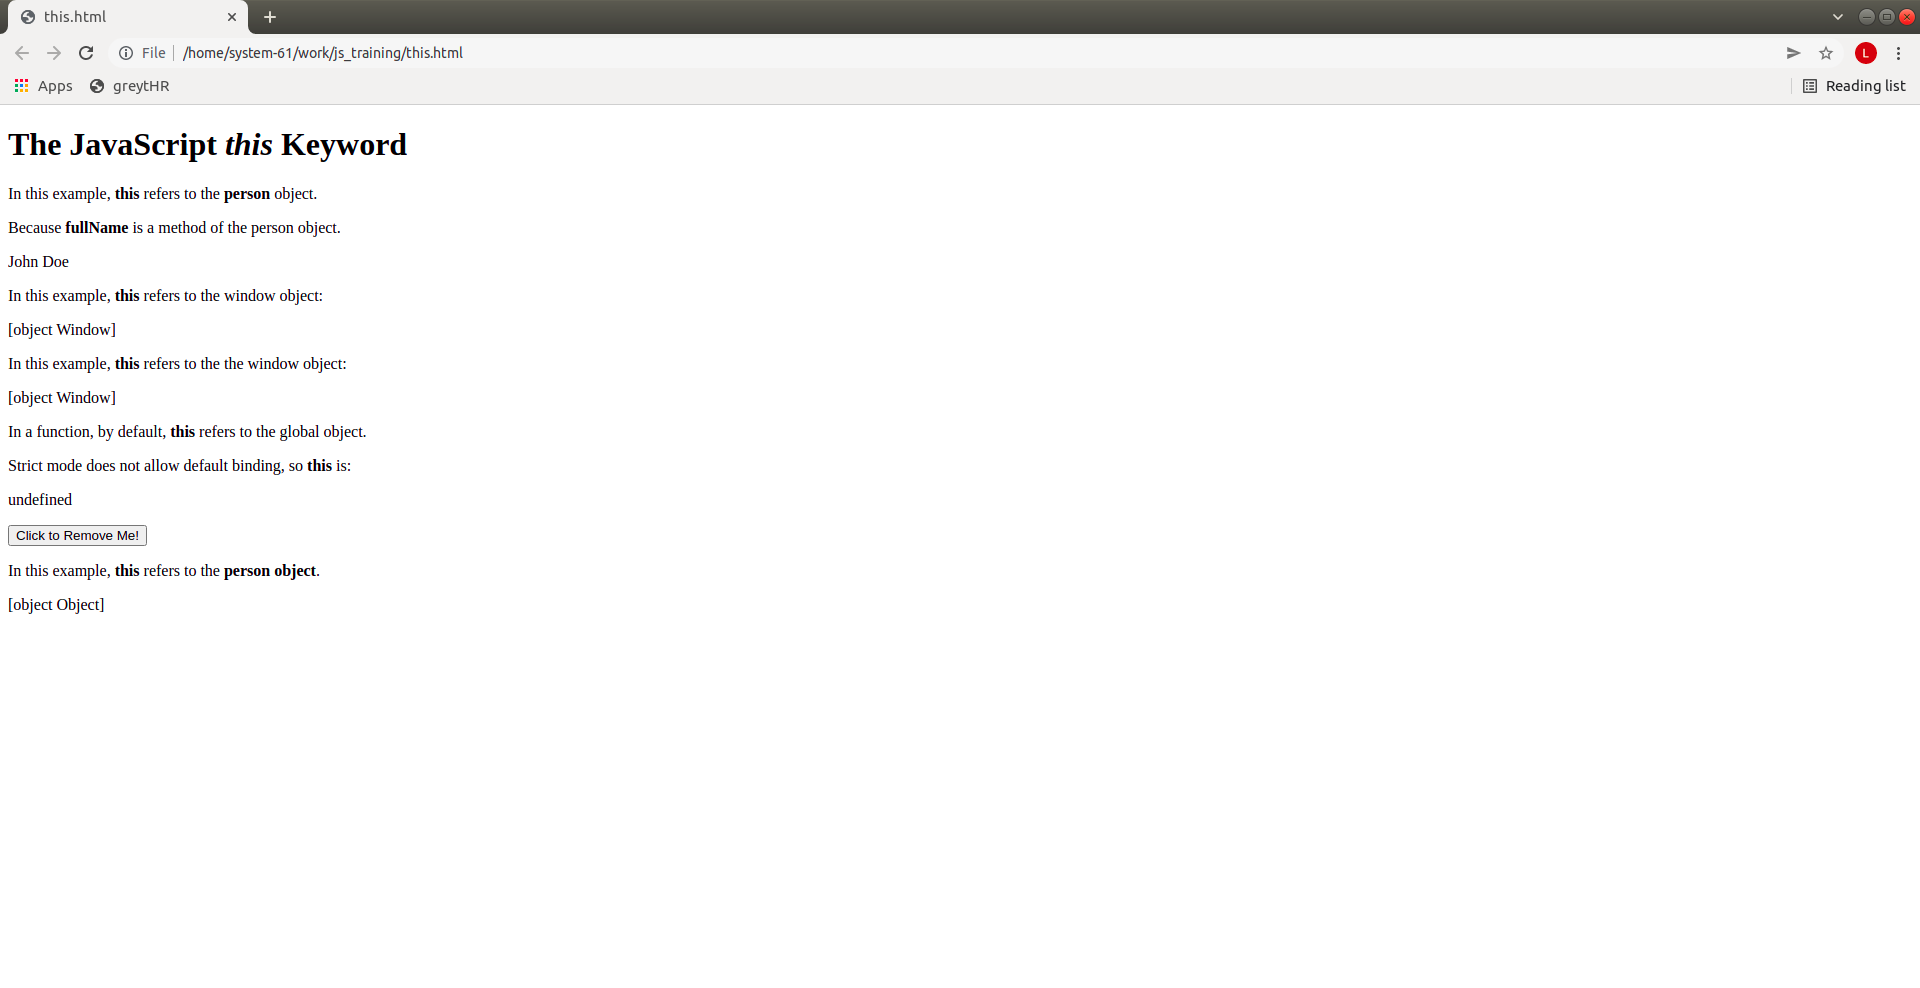 this.html
File
/home/system-61/work/js_training/this.html
L
Apps
greytHR
Reading list
The JavaScript this Keyword
In this example, this refers to the person object.
Because fullName is a method of the person object.
John Doe
In this example, this refers to the window object:
[object Window]
In this example, this refers to the the window object:
[object Window]
In a function, by default, this refers to the global object.
Strict mode does not allow default binding, so this is:
undefined
Click to Remove Me!
In this example, this refers to the person object.
[object Object]